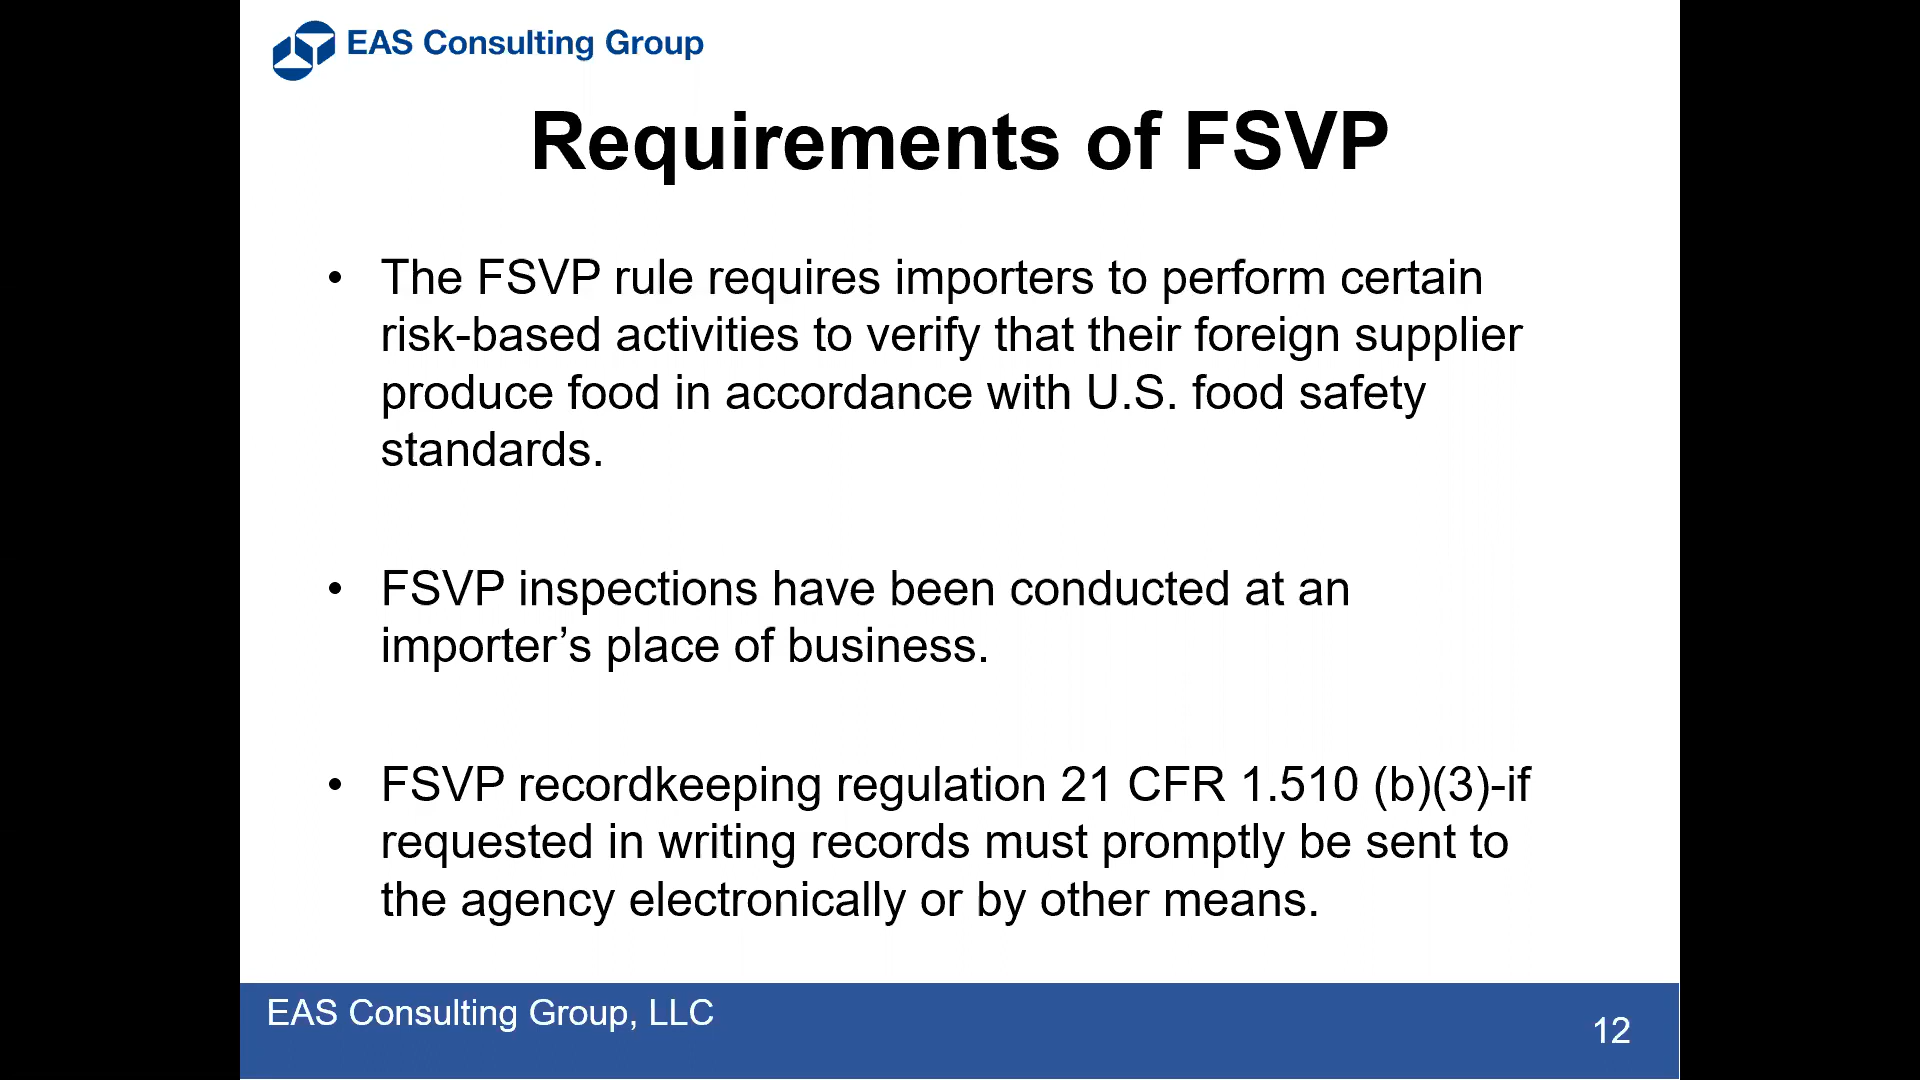 EAS Consulting Group
Requirements of FSVP
• The FSVP rule requires importers to perform certain
risk-based activities to verify that their foreign supplier
produce food in accordance with U.S. food safety
standards.
• FSVP inspections have been conducted at an
importer’s place of business.
• FSVP recordkeeping regulation 21 CFR 1.510 (b)(3)-if
requested in writing records must promptly be sent to
the agency electronically or by other means.
EAS Consulting Group, LLC
12